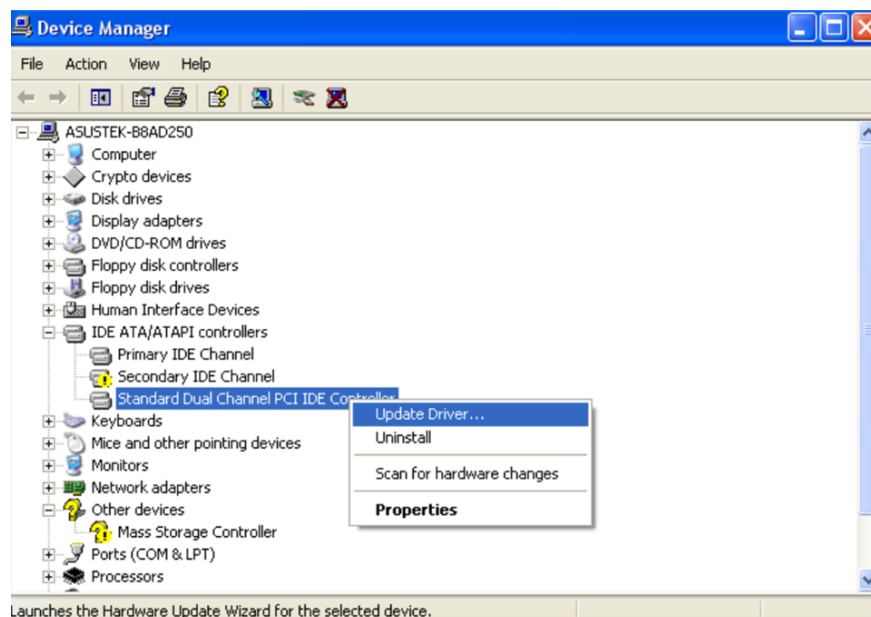 Device Manager
File Action View Help
ASUSTEK-B8AD250
Computer
Crypto devices
Disk drives
Display adapters
DVD/CD-ROM drives
Floppy disk controllers
Floppy disk drives
Human Interface Devices
IDE ATA/ATAPI controllers
Primary IDE Channel
Secondary IDE Channel
Standard Dual Channel PCI IDE Controller
Update Driver...
Uninstall
Scan for hardware changes
Properties
Keyboards
Mice and other pointing devices
Monitors
Network adapters
Other devices
Mass Storage Controller
Ports (COM & LPT)
Processors
Launches the Hardware Update Wizard for the selected device.